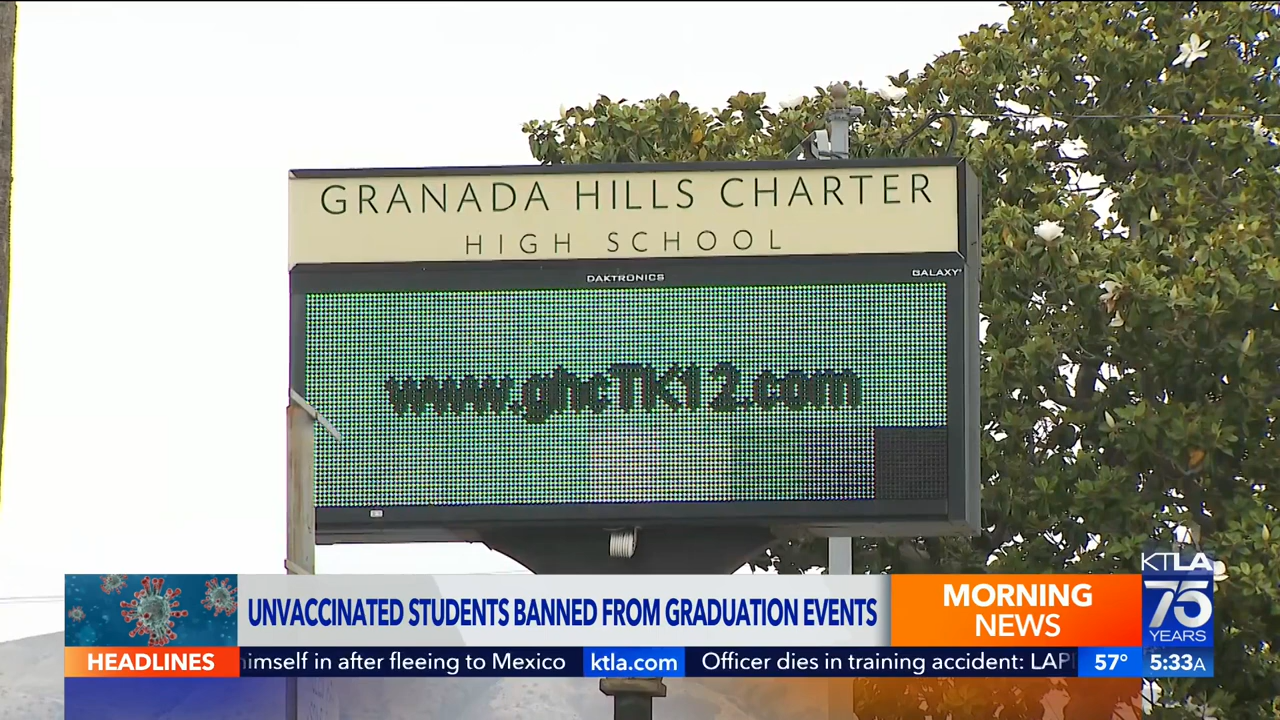 GRANADA HILLS CHARTER
HIGH SCHOOL
DAKTRONICS
GALAXY
www.ghcTK12.com
KTLA
75
YEARS
UNVACCINATED STUDENTS BANNED FROM GRADUATION EVENTS
MORNING
NEWS
HEADLINES
himself in after fleeing to Mexico
ktla.com
Officer dies in training accident: LAP
57°
5:33A